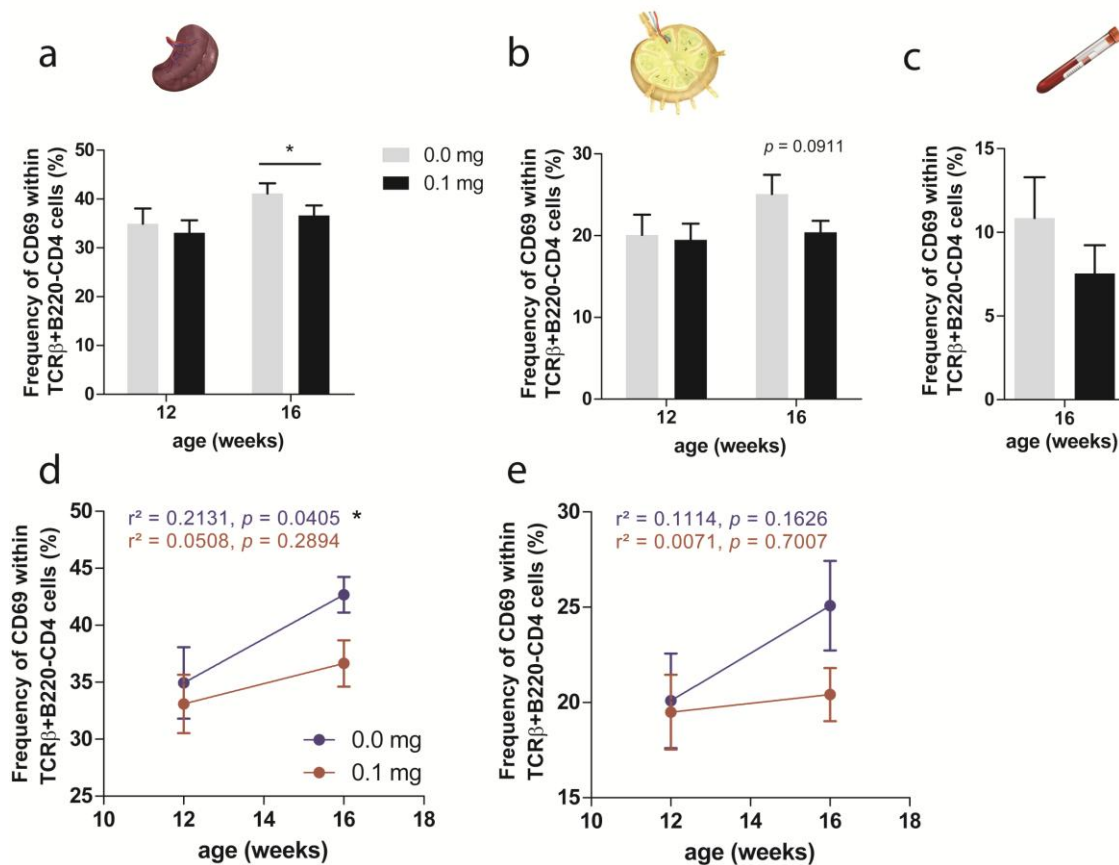 a
b
c
Frequency of CD69 within
TCRβ+B220-CD4 cells (%)
50
40
30
20
10
0
*
12
16
age (weeks)
0.0 mg
0.1 mg
Frequency of CD69 within
TCRβ+B220-CD4 cells (%)
30
20
10
0
p = 0.0911
12
16
age (weeks)
Frequency of CD69 within
TCRβ+B220-CD4 cells (%)
15
10
5
0
16
age (weeks)
d
e
Frequency of CD69 within
TCRβ+B220-CD4 cells (%)
50
45
40
35
30
25
r² = 0.2131, p = 0.0405 *
r² = 0.0508, p = 0.2894
0.0 mg
0.1 mg
10
12
14
16
18
age (weeks)
Frequency of CD69 within
TCRβ+B220-CD4 cells (%)
30
25
20
15
r² = 0.1114, p = 0.1626
r² = 0.0071, p = 0.7007
10
12
14
16
18
age (weeks)